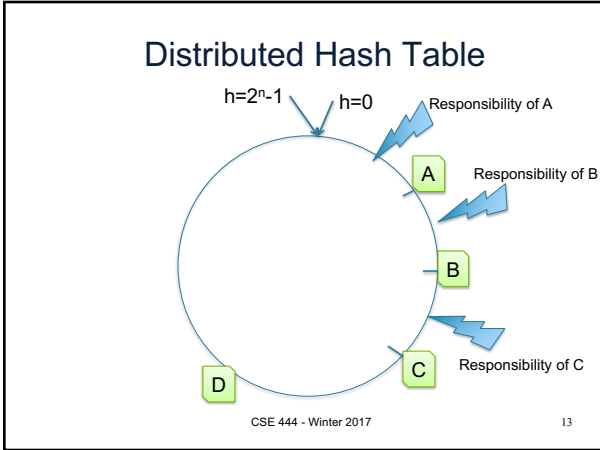 Distributed Hash Table
h=2ⁿ-1
h=0
Responsibility of A
A
Responsibility of B
B
Responsibility of C
C
D
CSE 444 - Winter 2017
13